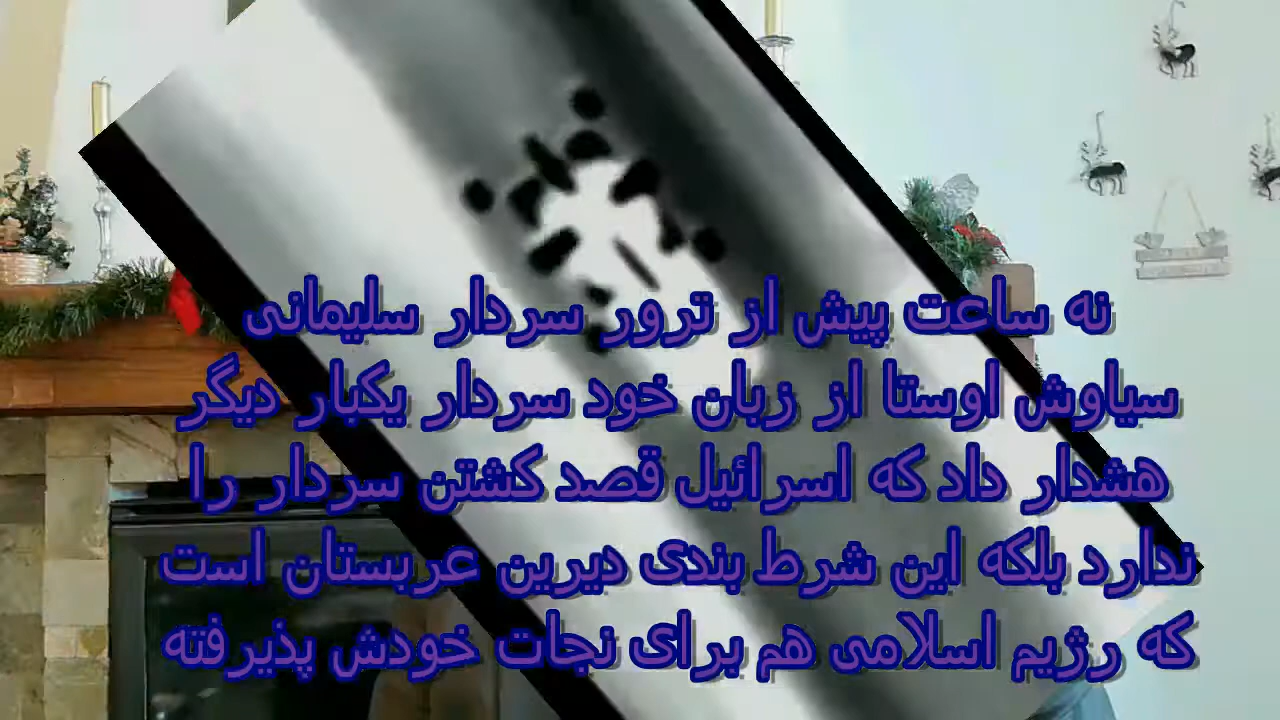 نه ساعت پیش از ترور سردار سلیمانی
سیاوش اوستا از زبان خود سردار یکبار دیگر
هشدار داد که اسرائیل قصد کشتن سردار را
ندارد بلکه این شرط بندی دیرین عربستان است
که رژیم اسلامی هم برای نجات خودش پذیرفته